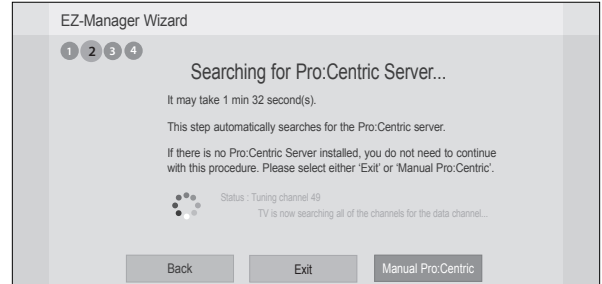 EZ-Manager Wizard
1 2 3 4
Searching for Pro:Centric Server...
It may take 1 min 32 second(s).
This step automatically searches for the Pro:Centric server.
If there is no Pro:Centric Server installed, you do not need to continue
with this procedure. Please select either 'Exit' or 'Manual Pro:Centric'.
Status : Tuning channel 49
TV is now searching all of the channels for the data channel...
Back Exit Manual Pro:Centric